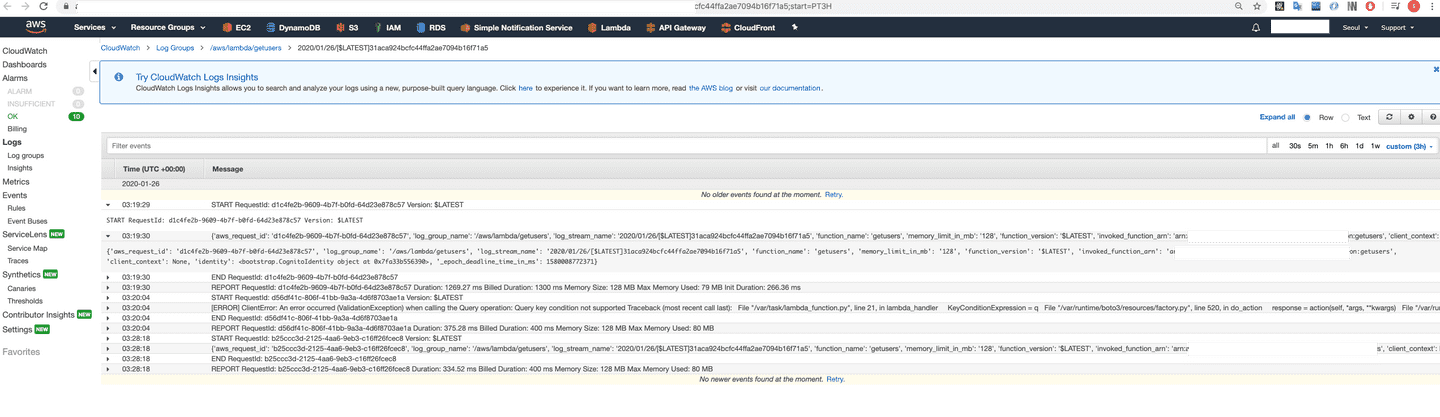 cfc44ffa2ae7094b16f71a5;start=PT3H
aws Services Resource Groups EC2 DynamoDB S3 IAM RDS Simple Notification Service Lambda API Gateway CloudFront Seoul Support
CloudWatch
Dashboards
Alarms
ALARM 0
INSUFFICIENT 0
OK 10
Billing
Logs
Log groups
Insights
Metrics
Events
Rules
Event Buses
ServiceLens NEW
Service Map
Traces
Synthetics NEW
Canaries
Thresholds
Contributor Insights NEW
Settings NEW
Favorites
CloudWatch Log Groups /aws/lambda/getusers 2020/01/26/[$LATEST]31aca924bcfc44ffa2ae7094b16f71a5
Try CloudWatch Logs Insights
CloudWatch Logs Insights allows you to search and analyze your logs using a new, purpose-built query language. Click here to experience it. If you want to learn more, read the AWS blog or visit our documentation.
Expand all Row Text
Filter events all 30s 5m 1h 6h 1d 1w custom (3h)
Time (UTC +00:00) Message
2020-01-26
No older events found at the moment. Retry.
03:19:29 START RequestId: d1c4fe2b-9609-4b7f-b0fd-64d23e878c57 Version: $LATEST
START RequestId: d1c4fe2b-9609-4b7f-b0fd-64d23e878c57 Version: $LATEST
03:19:30 {'aws_request_id': 'd1c4fe2b-9609-4b7f-b0fd-64d23e878c57', 'log_group_name': '/aws/lambda/getusers', 'log_stream_name': '2020/01/26/[$LATEST]31aca924bcfc44ffa2ae7094b16f71a5', 'function_name': 'getusers', 'memory_limit_in_mb': '128', 'function_version': '$LATEST', 'invoked_function_arn': 'arn: on:getusers', 'client_context':
{'aws_request_id': 'd1c4fe2b-9609-4b7f-b0fd-64d23e878c57', 'log_group_name': '/aws/lambda/getusers', 'log_stream_name': '2020/01/26/[$LATEST]31aca924bcfc44ffa2ae7094b16f71a5', 'function_name': 'getusers', 'memory_limit_in_mb': '128', 'function_version': '$LATEST', 'invoked_function_arn': on:getusers',
'client_context': None, 'identity': <bootstrap.CognitoIdentity object at 0x7fa33b556390>, '_epoch_deadline_time_in_ms': 1580008772371}
03:19:30 END RequestId: d1c4fe2b-9609-4b7f-b0fd-64d23e878c57
03:19:30 REPORT RequestId: d1c4fe2b-9609-4b7f-b0fd-64d23e878c57 Duration: 1269.27 ms Billed Duration: 1300 ms Memory Size: 128 MB Max Memory Used: 79 MB Init Duration: 266.36 ms
03:20:04 START RequestId: d56df41c-806f-41bb-9a3a-4d6f8703ae1a Version: $LATEST
03:20:04 [ERROR] ClientError: An error occurred (ValidationException) when calling the Query operation: Query key condition not supported Traceback (most recent call last): File "/var/task/lambda_function.py", line 21, in lambda_handler KeyConditionExpression = q File "/var/runtime/boto3/resources/factory.py", line 520, in do_action response = action(self, *args, **kwargs) File "/var/run
03:20:04 END RequestId: d56df41c-806f-41bb-9a3a-4d6f8703ae1a
03:20:04 REPORT RequestId: d56df41c-806f-41bb-9a3a-4d6f8703ae1a Duration: 375.28 ms Billed Duration: 400 ms Memory Size: 128 MB Max Memory Used: 80 MB
03:28:18 START RequestId: b25ccc3d-2125-4aa6-9eb3-c16ff26cfec8 Version: $LATEST
03:28:18 {'aws_request_id': 'b25ccc3d-2125-4aa6-9eb3-c16ff26cfec8', 'log_group_name': '/aws/lambda/getusers', 'log_stream_name': '2020/01/26/[$LATEST]31aca924bcfc44ffa2ae7094b16f71a5', 'function_name': 'getusers', 'memory_limit_in_mb': '128', 'function_version': '$LATEST', 'invoked_function_arn': 'arn: s', 'client_context':
03:28:18 END RequestId: b25ccc3d-2125-4aa6-9eb3-c16ff26cfec8
03:28:18 REPORT RequestId: b25ccc3d-2125-4aa6-9eb3-c16ff26cfec8 Duration: 334.52 ms Billed Duration: 400 ms Memory Size: 128 MB Max Memory Used: 80 MB
No newer events found at the moment. Retry.